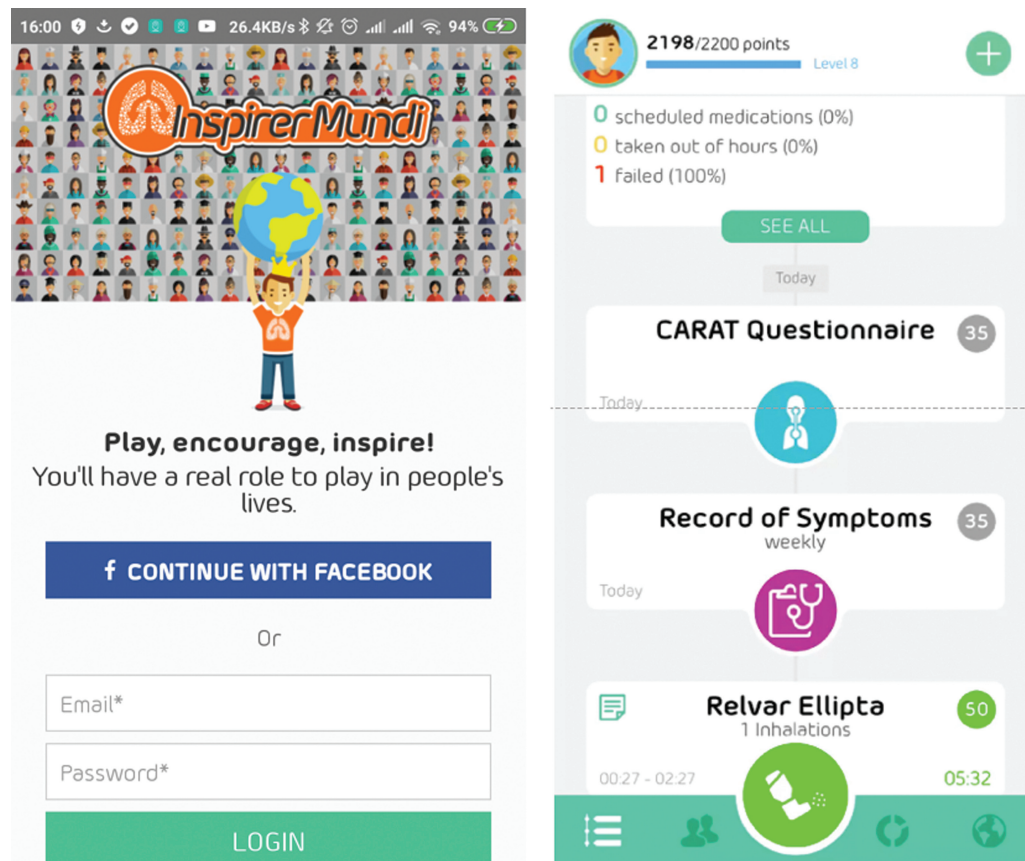 16:00 26.4KB/s 94%
InspirerMundi
Play, encourage, inspire!
You'll have a real role to play in people's
lives.
f CONTINUE WITH FACEBOOK
Or
Email*
Password*
LOGIN
2198/2200 points
Level 8
+
0 scheduled medications (0%)
0 taken out of hours (0%)
1 failed (100%)
SEE ALL
Today
CARAT Questionnaire 35
Today
Record of Symptoms 35
weekly
Today
Relvar Ellipta 50
1 Inhalations
00:27 - 02:27 05:32